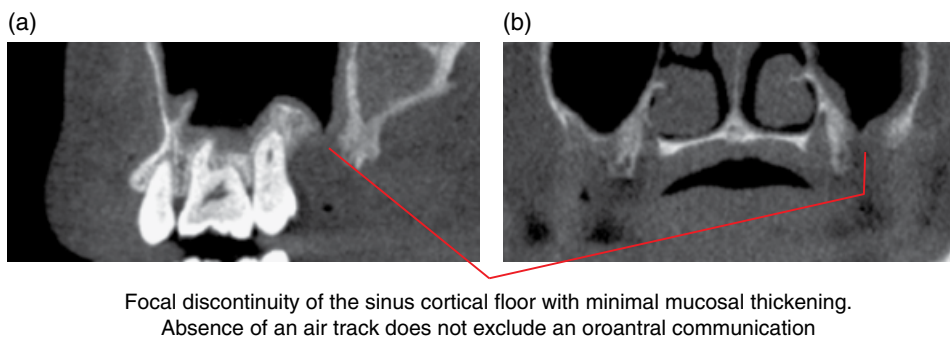 (a)
(b)
Focal discontinuity of the sinus cortical floor with minimal mucosal thickening.
Absence of an air track does not exclude an oroantral communication